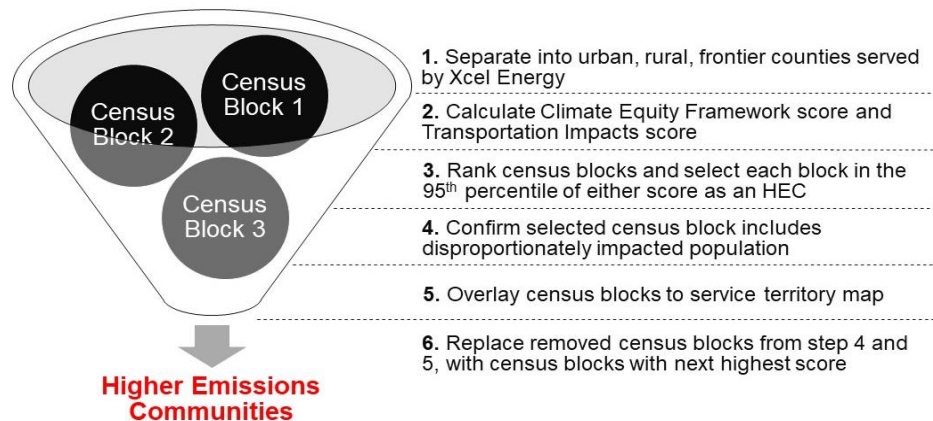 Census
Block 1
Census
Block 2
Census
Block 3
Higher Emissions
Communities
1. Separate into urban, rural, frontier counties served
by Xcel Energy
2. Calculate Climate Equity Framework score and
Transportation Impacts score
3. Rank census blocks and select each block in the
95th percentile of either score as an HEC
4. Confirm selected census block includes
disproportionately impacted population
5. Overlay census blocks to service territory map
6. Replace removed census blocks from step 4 and
5, with census blocks with next highest score